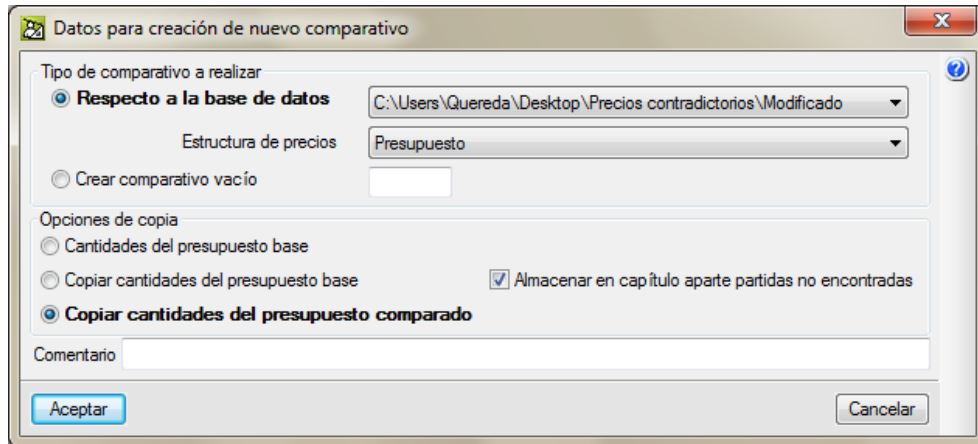 Datos para creación de nuevo comparativo
Tipo de comparativo a realizar
Respecto a la base de datos C:\Users\Quereda\Desktop\Precios contradictorios\Modificado
Estructura de precios Presupuesto
Crear comparativo vacío
Opciones de copia
Cantidades del presupuesto base
Copiar cantidades del presupuesto base Almacenar en capítulo aparte partidas no encontradas
Copiar cantidades del presupuesto comparado
Comentario
Aceptar Cancelar